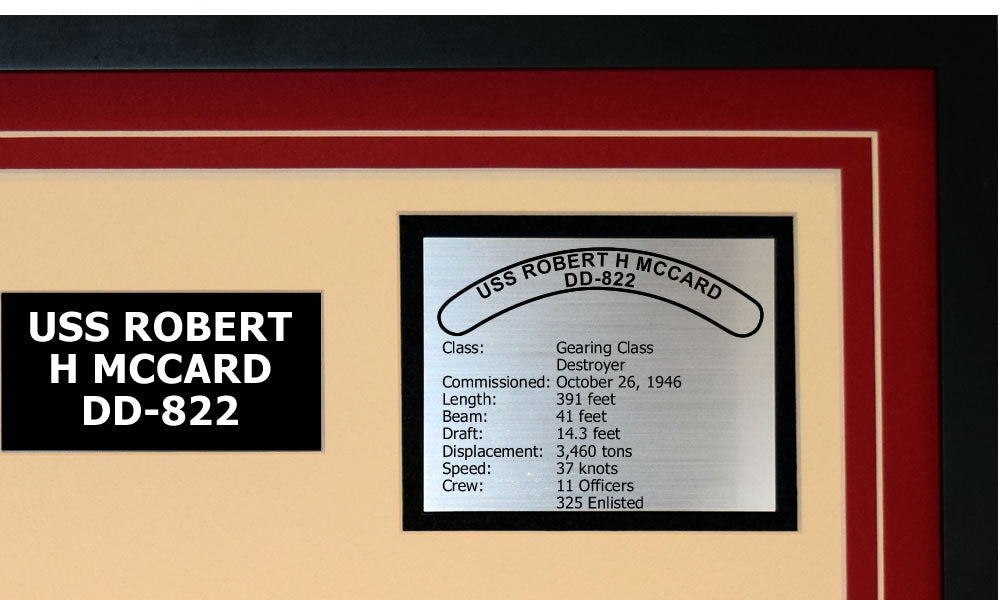 USS ROBERT
H MCCARD
DD-822
USS ROBERT H MCCARD
DD-822
Class: Gearing Class
Destroyer
Commissioned: October 26, 1946
Length: 391 feet
Beam: 41 feet
Draft: 14.3 feet
Displacement: 3,460 tons
Speed: 37 knots
Crew: 11 Officers
325 Enlisted